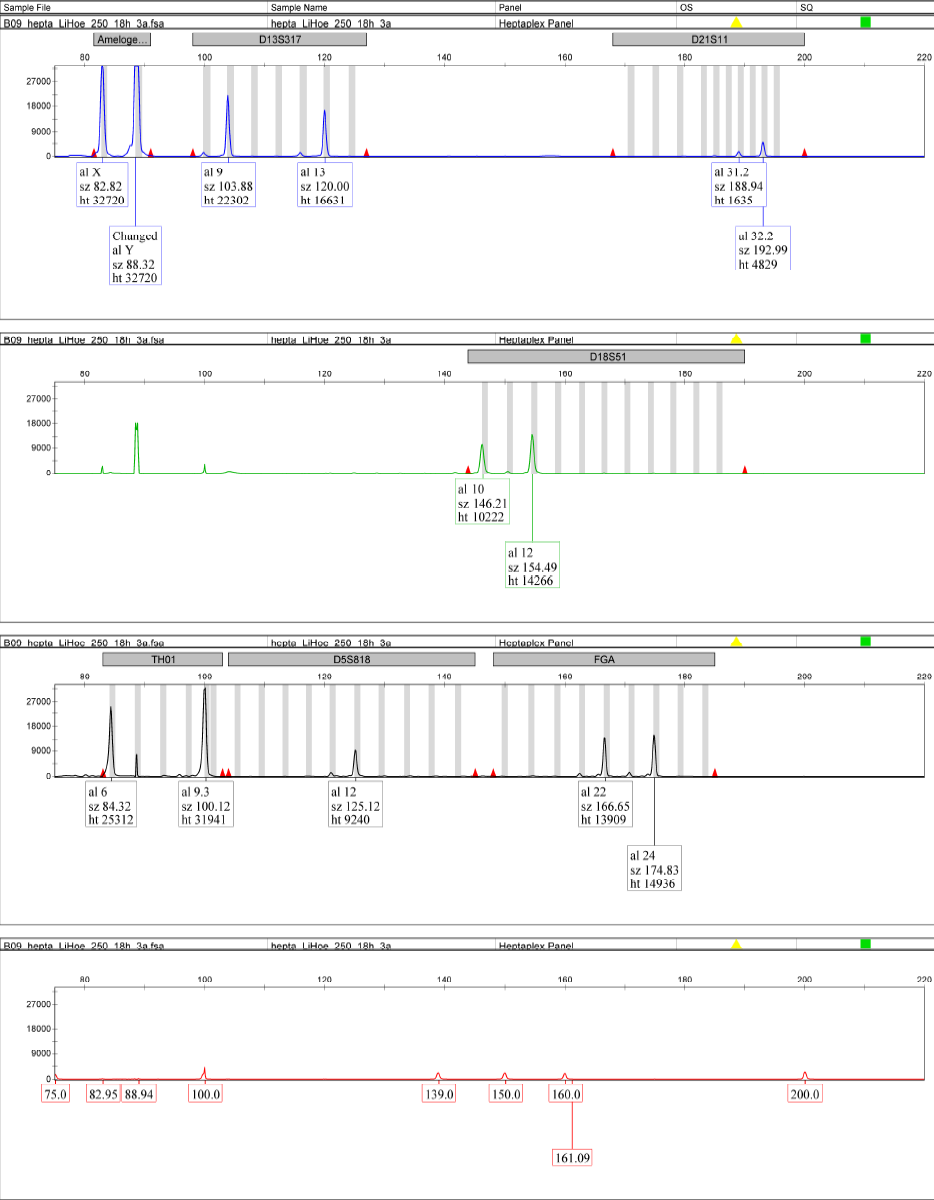 Sample File Sample Name Panel OS SQ
B09_hepta_LiHoe_250_18h_3a.fsa hepta_LiHoe_250_18h_3a Heptaplex Panel
Ameloge... D13S317 D21S11
80 100 120 140 160 180 200 220
27000
18000
9000
0
al X al 9 al 13 al 31.2
sz 82.82 sz 103.88 sz 120.00 sz 188.94
ht 32720 ht 22302 ht 16631 ht 1635
Changed al 32.2
al Y sz 192.99
sz 88.32 ht 4829
ht 32720
B09_hepta_LiHoe_250_18h_3a.fsa hepta_LiHoe_250_18h_3a Heptaplex Panel
D18S51
80 100 120 140 160 180 200 220
27000
18000
9000
0
al 10
sz 146.21
ht 10222
al 12
sz 154.49
ht 14266
B09_hepta_LiHoe_250_18h_3a.fsa hepta_LiHoe_250_18h_3a Heptaplex Panel
TH01 D5S818 FGA
80 100 120 140 160 180 200 220
27000
18000
9000
0
al 6 al 9.3 al 12 al 22
sz 84.32 sz 100.12 sz 125.12 sz 166.65
ht 25312 ht 31941 ht 9240 ht 13909
al 24
sz 174.83
ht 14936
B09_hepta_LiHoe_250_18h_3a.fsa hepta_LiHoe_250_18h_3a Heptaplex Panel
80 100 120 140 160 180 200 220
27000
18000
9000
0
75.0 82.95 88.94 100.0 139.0 150.0 160.0 200.0
161.09